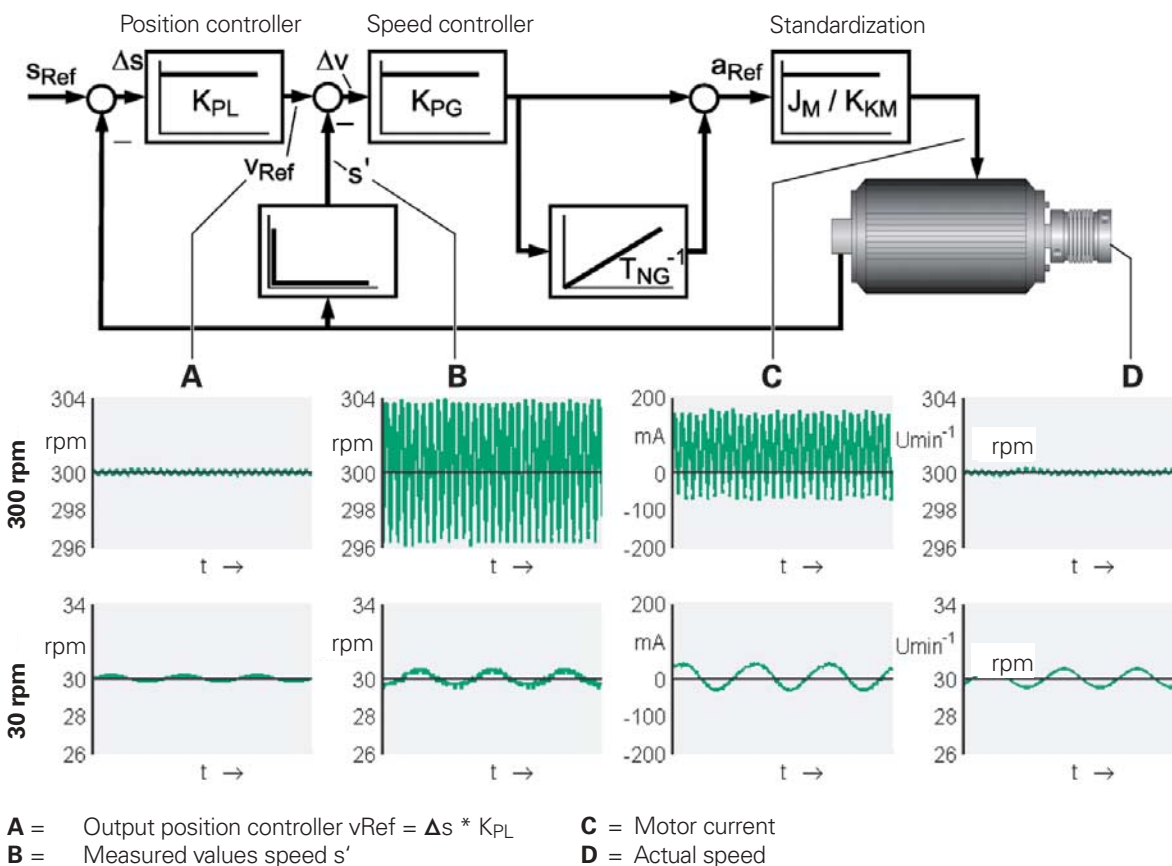 Position controller Speed controller Standardization
sRef Δs KPL vRef Δv KPG aRef JM / KKM
– –
s'
TNG-1
A B C D
300 rpm
304 rpm 300 298 296 t →
304 rpm 300 298 296 t →
200 mA 0 -100 -200 t →
304 Umin-1 rpm 300 298 296 t →
30 rpm
34 rpm 30 28 26 t →
34 rpm 30 28 26 t →
200 mA 0 -100 -200 t →
34 Umin-1 rpm 30 28 26 t →
A = Output position controller vRef = Δs * KPL
B = Measured values speed s‘
C = Motor current
D = Actual speed